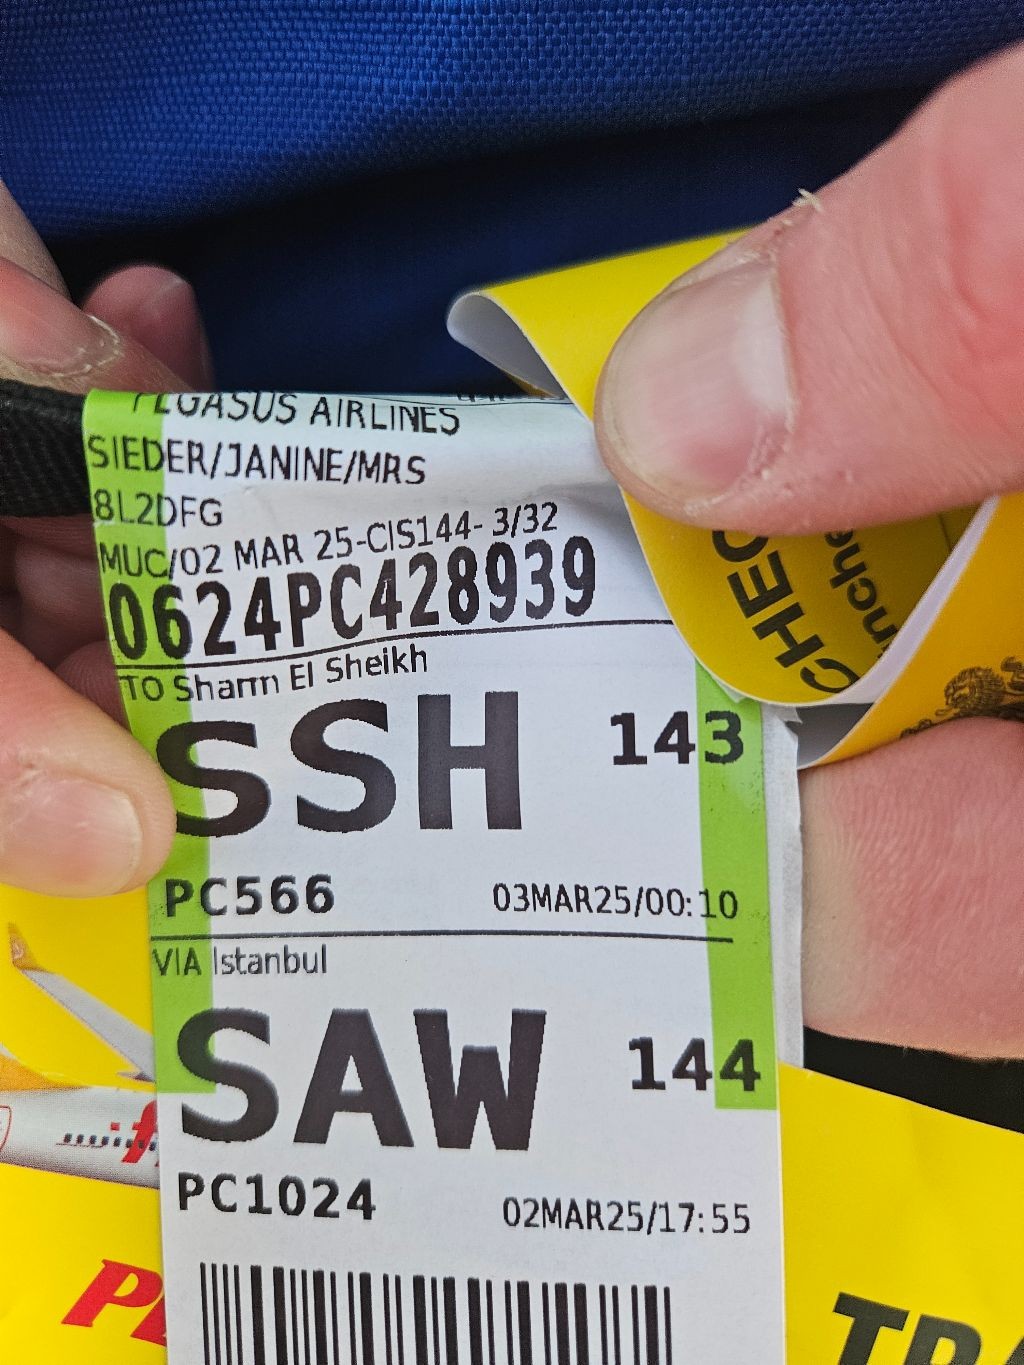 PEGASUS AIRLINES
SIEDER/JANINE/MRS
8L2DFG
MUC/02 MAR 25-CIS144- 3/32
0624PC428939
TO Sharm El Sheikh
SSH 143
PC566 03MAR25/00:10
VIA Istanbul
SAW 144
PC1024 02MAR25/17:55
CHEC